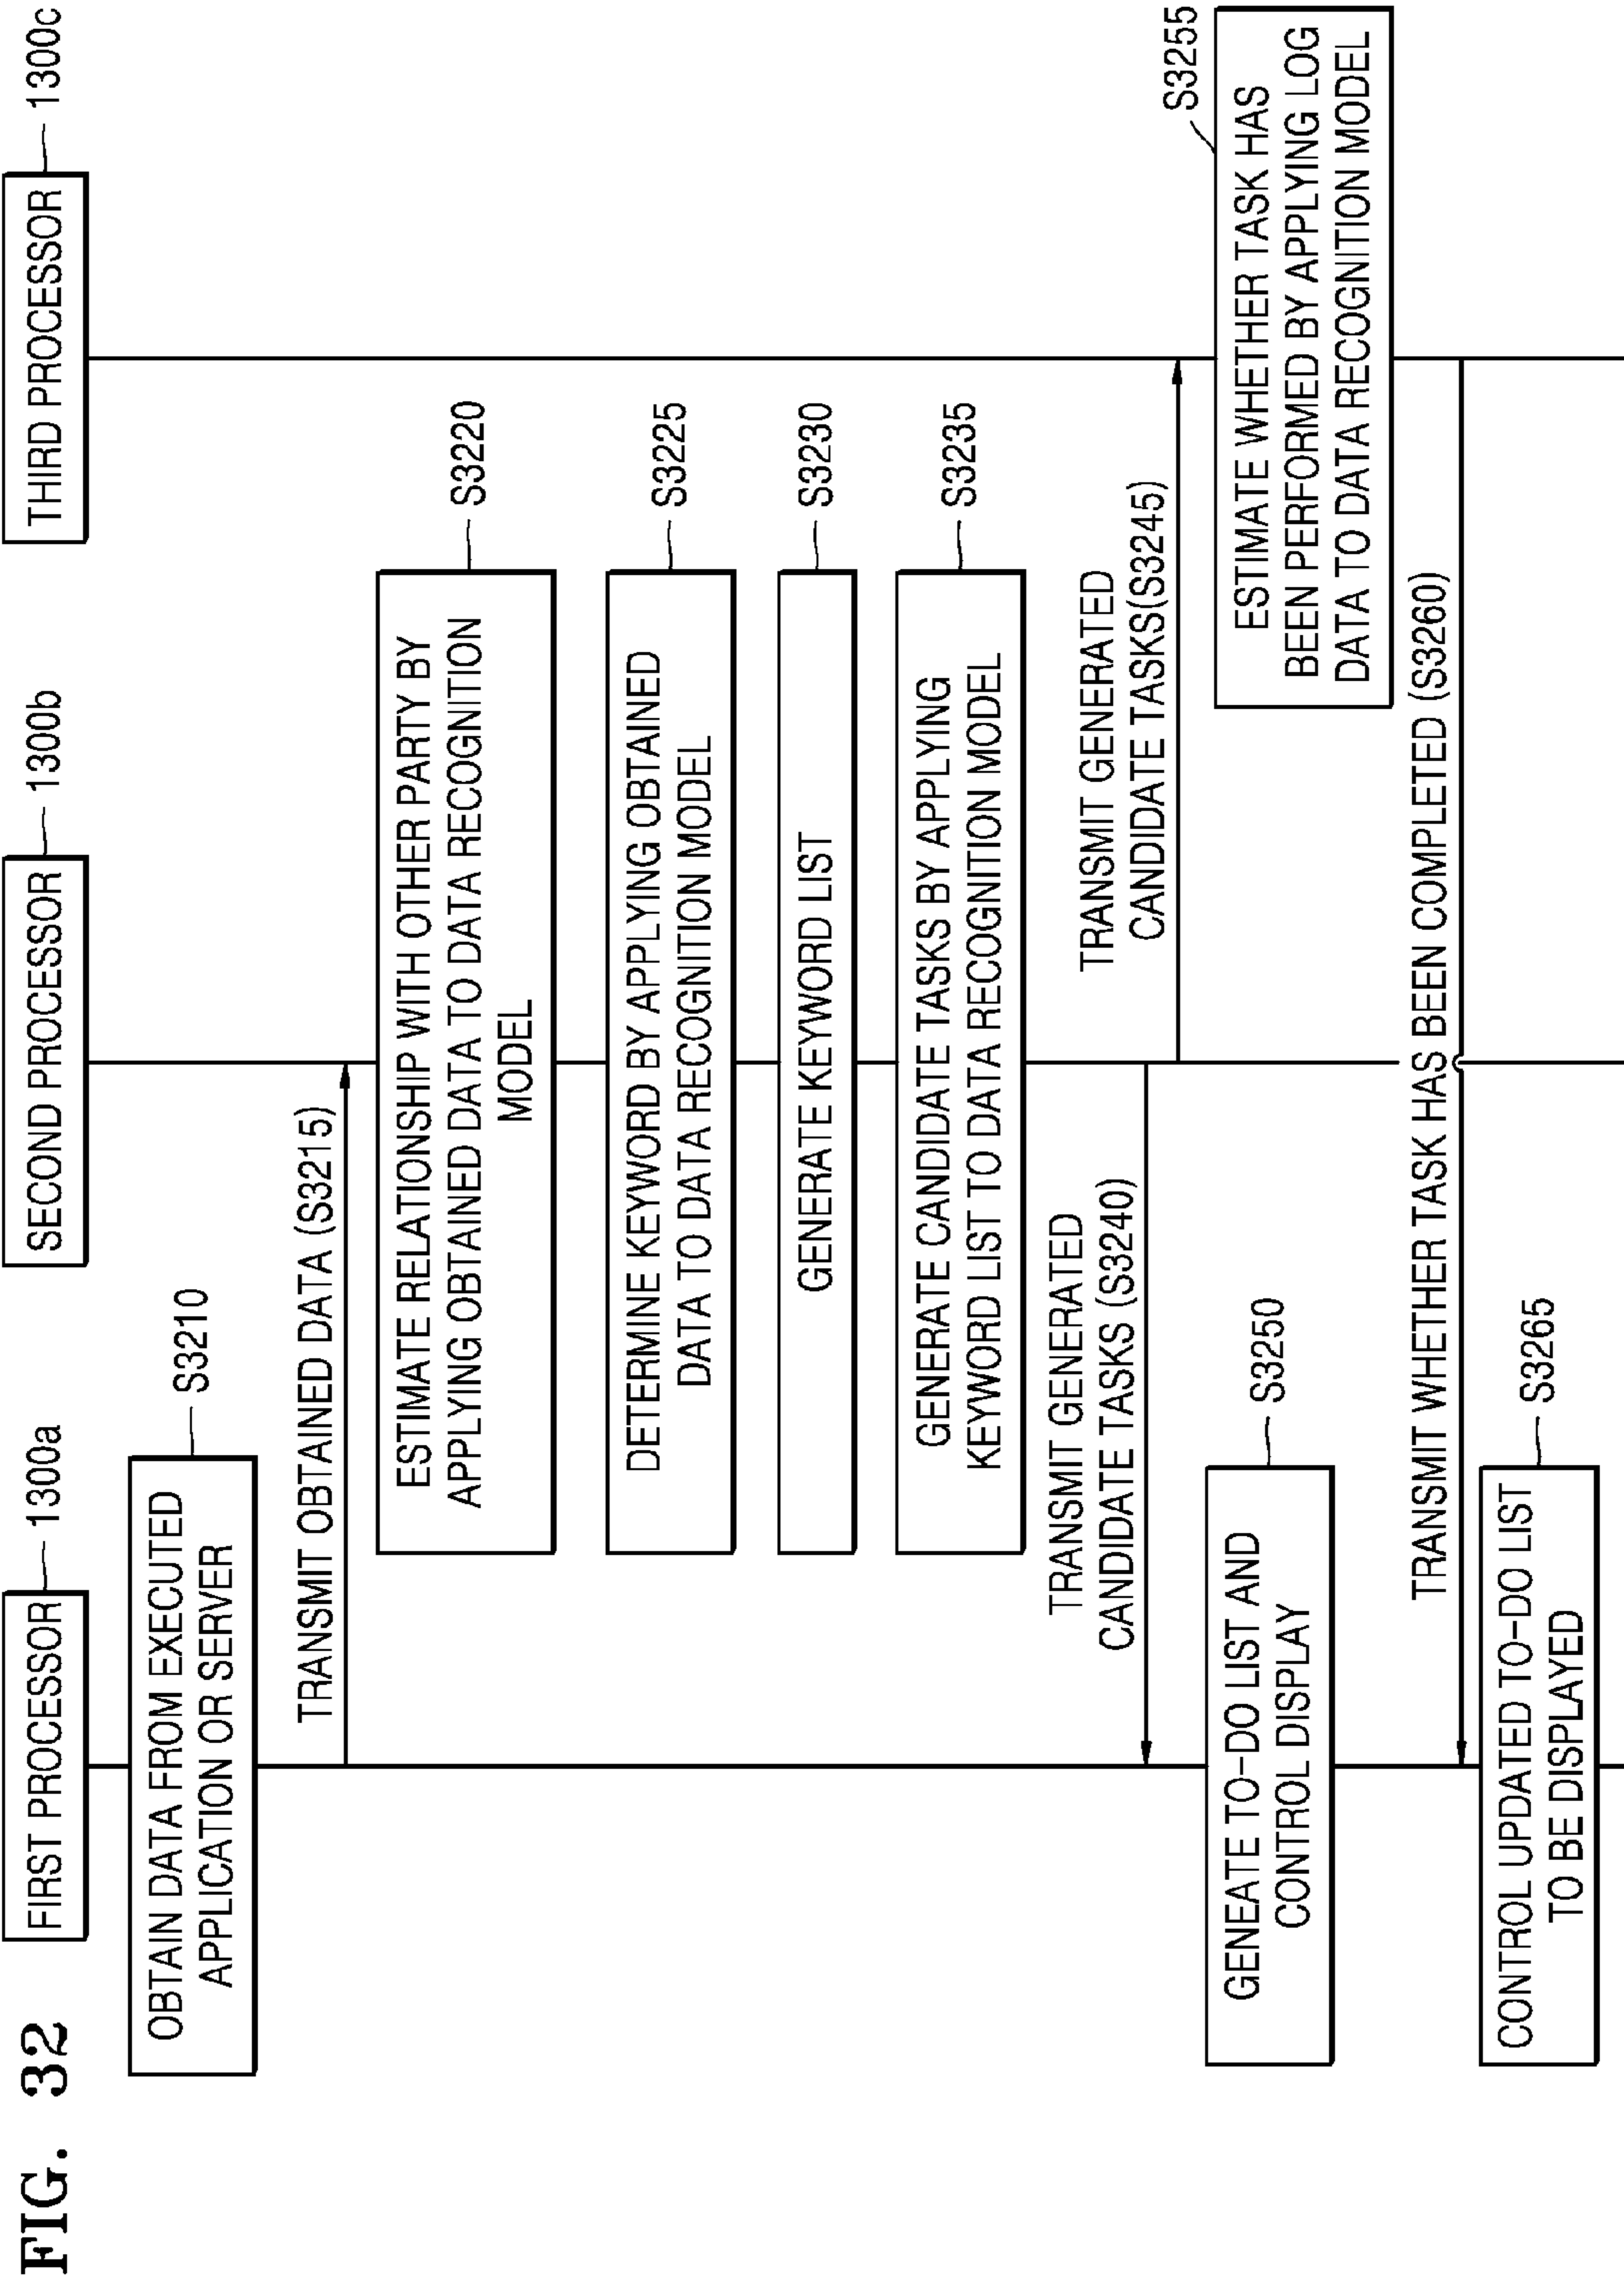 FIG. 32
FIRST PROCESSOR
1300a
SECOND PROCESSOR
1300b
THIRD PROCESSOR
1300c
OBTAIN DATA FROM EXECUTED
APPLICATION OR SERVER
S3210
TRANSMIT OBTAINED DATA (S3215)
ESTIMATE RELATIONSHIP WITH OTHER PARTY BY
APPLYING OBTAINED DATA TO DATA RECOGNITION
MODEL
S3220
DETERMINE KEYWORD BY APPLYING OBTAINED
DATA TO DATA RECOGNITION MODEL
S3225
GENERATE KEYWORD LIST
S3230
GENERATE CANDIDATE TASKS BY APPLYING
KEYWORD LIST TO DATA RECOGNITION MODEL
S3235
TRANSMIT GENERATED
CANDIDATE TASKS (S3240)
TRANSMIT GENERATED
CANDIDATE TASKS(S3245)
GENEATE TO-DO LIST AND
CONTROL DISPLAY
S3250
ESTIMATE WHETHER TASK HAS
BEEN PERFORMED BY APPLYING LOG
DATA TO DATA RECOGNITION MODEL
S3255
TRANSMIT WHETHER TASK HAS BEEN COMPLETED (S3260)
CONTROL UPDATED TO-DO LIST
TO BE DISPLAYED
S3265